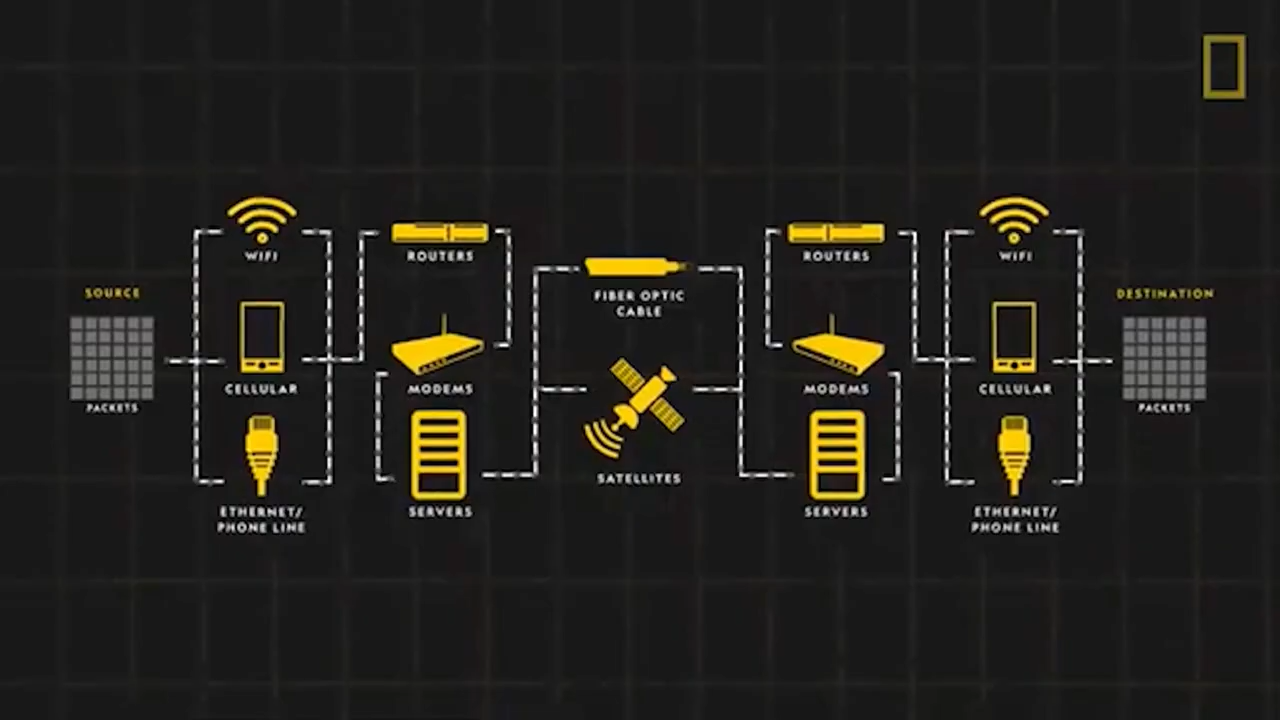 SOURCE
PACKETS
WIFI
CELLULAR
ETHERNET/
PHONE LINE
ROUTERS
MODEMS
SERVERS
FIBER OPTIC
CABLE
SATELLITES
ROUTERS
MODEMS
SERVERS
WIFI
CELLULAR
ETHERNET/
PHONE LINE
DESTINATION
PACKETS